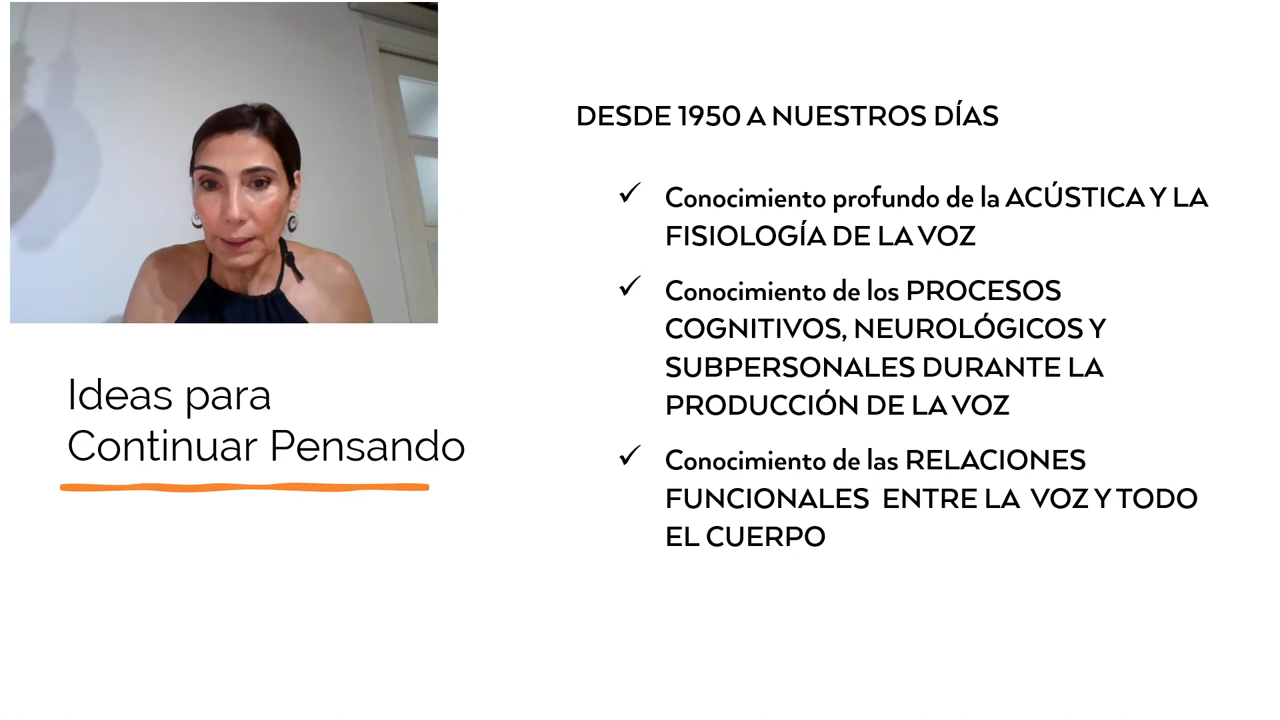 Ideas para
Continuar Pensando
DESDE 1950 A NUESTROS DÍAS
✓ Conocimiento profundo de la ACÚSTICA Y LA
FISIOLOGÍA DE LA VOZ
✓ Conocimiento de los PROCESOS
COGNITIVOS, NEUROLÓGICOS Y
SUBPERSONALES DURANTE LA
PRODUCCIÓN DE LA VOZ
✓ Conocimiento de las RELACIONES
FUNCIONALES ENTRE LA VOZ Y TODO
EL CUERPO